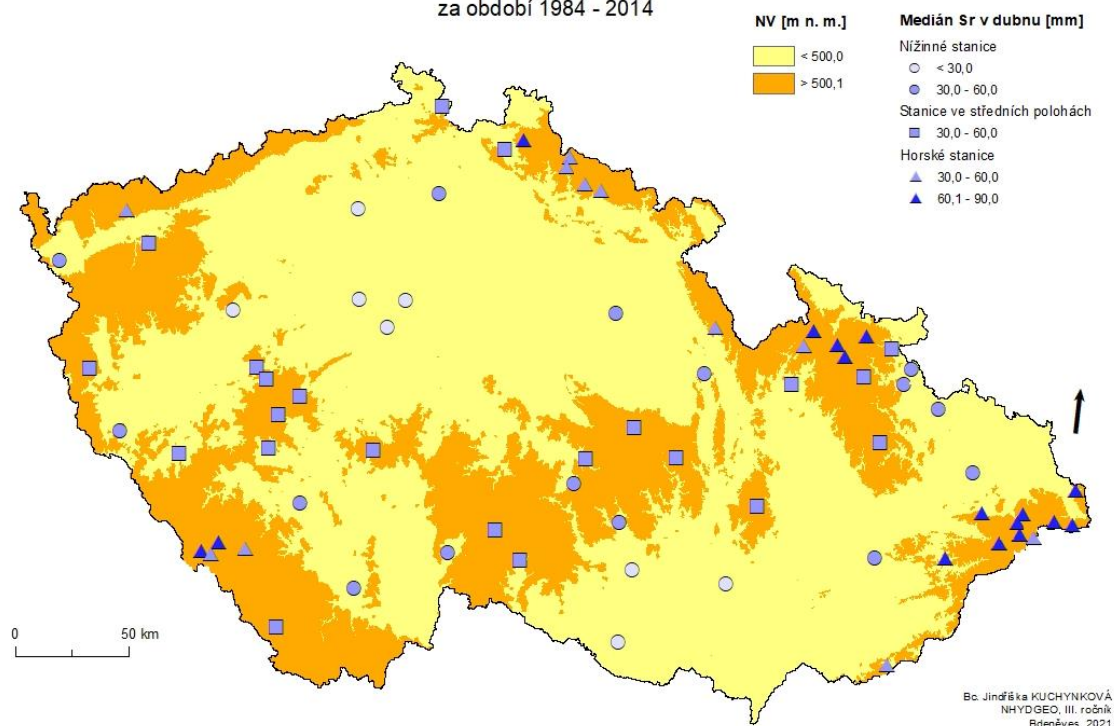 za období 1984 - 2014
NV [m n. m.]
< 500,0
> 500,1
Medián Sr v dubnu [mm]
Nížinné stanice
< 30,0
30,0 - 60,0
Stanice ve středních polohách
30,0 - 60,0
Horské stanice
30,0 - 60,0
60,1 - 90,0
0 50 km
Bc. Jindřiška KUCHYNKOVÁ
NHYDGEO, III. ročník
Bdeněves, 2021